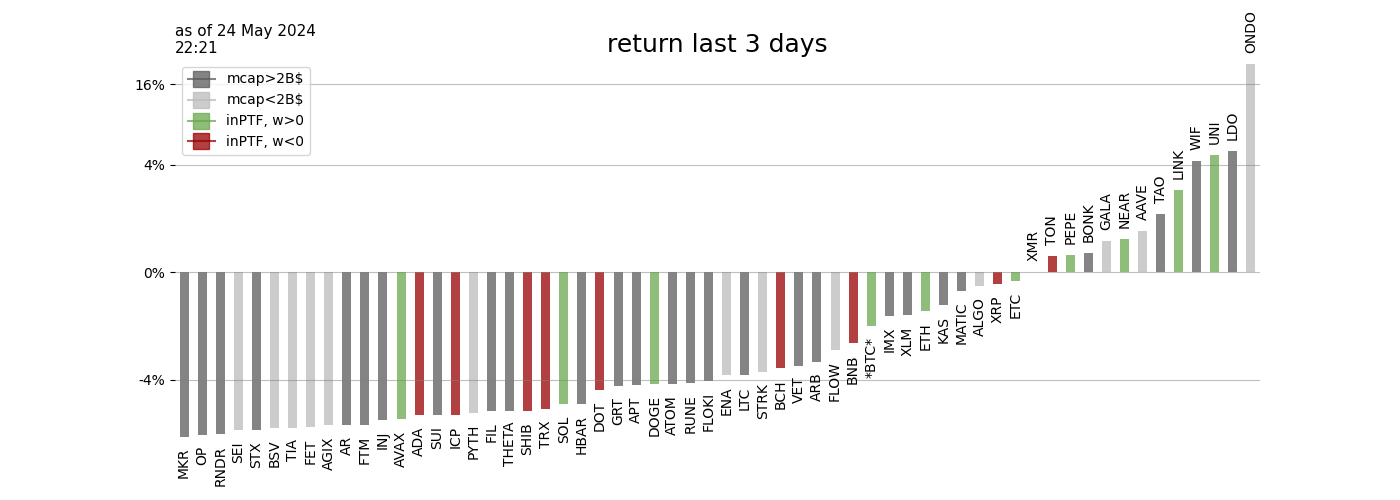 as of 24 May 2024
22:21
return last 3 days
mcap>2B$
mcap<2B$
inPTF, w>0
inPTF, w<0
16%
4%
0%
-4%
MKR
OP
RNDR
SEI
STX
BSV
TIA
FET
AGIX
AR
FTM
INJ
AVAX
ADA
SUI
ICP
PYTH
FIL
THETA
SHIB
TRX
SOL
HBAR
DOT
GRT
APT
DOGE
ATOM
RUNE
FLOKI
ENA
LTC
STRK
BCH
VET
ARB
FLOW
BNB
*BTC*
IMX
XLM
ETH
KAS
MATIC
ALGO
XRP
ETC
XMR
TON
PEPE
BONK
GALA
NEAR
AAVE
TAO
LINK
WIF
UNI
LDO
ONDO